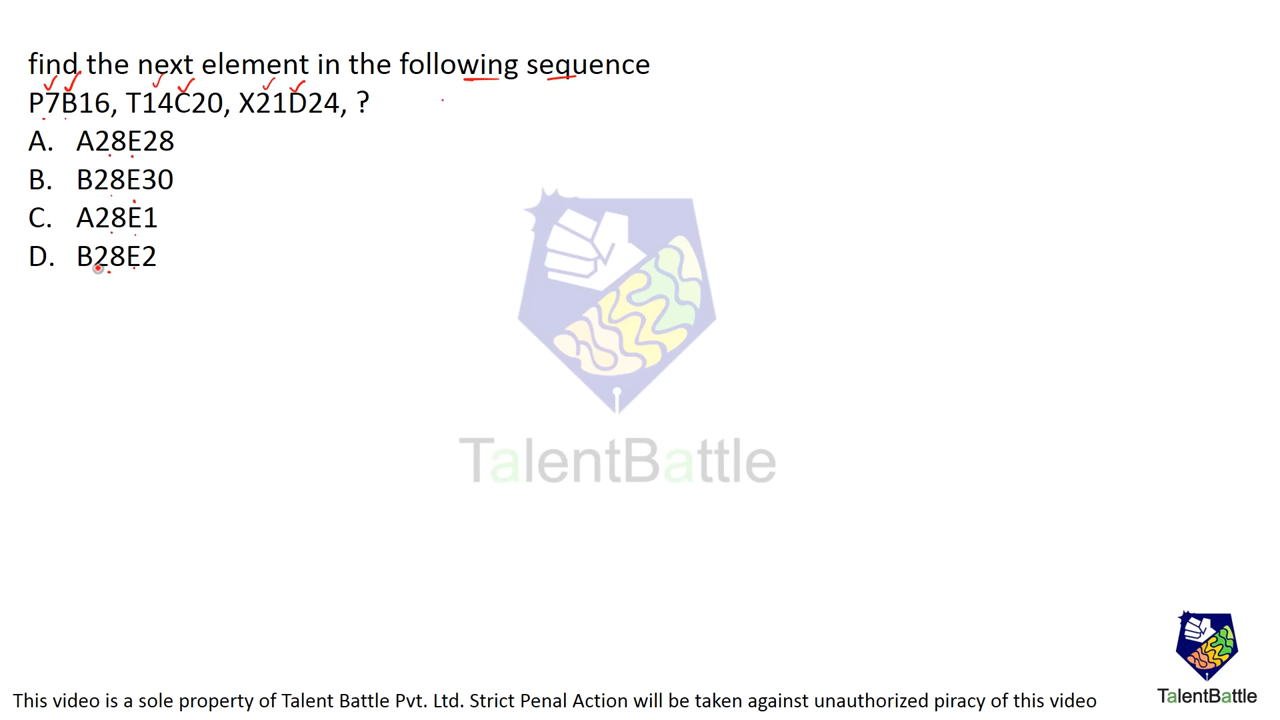 find the next element in the following sequence
P7B16, T14C20, X21D24, ?
A. A28E28
B. B28E30
C. A28E1
D. B28E2
TalentBattle
TalentBattle
This video is a sole property of Talent Battle Pvt. Ltd. Strict Penal Action will be taken against unauthorized piracy of this video